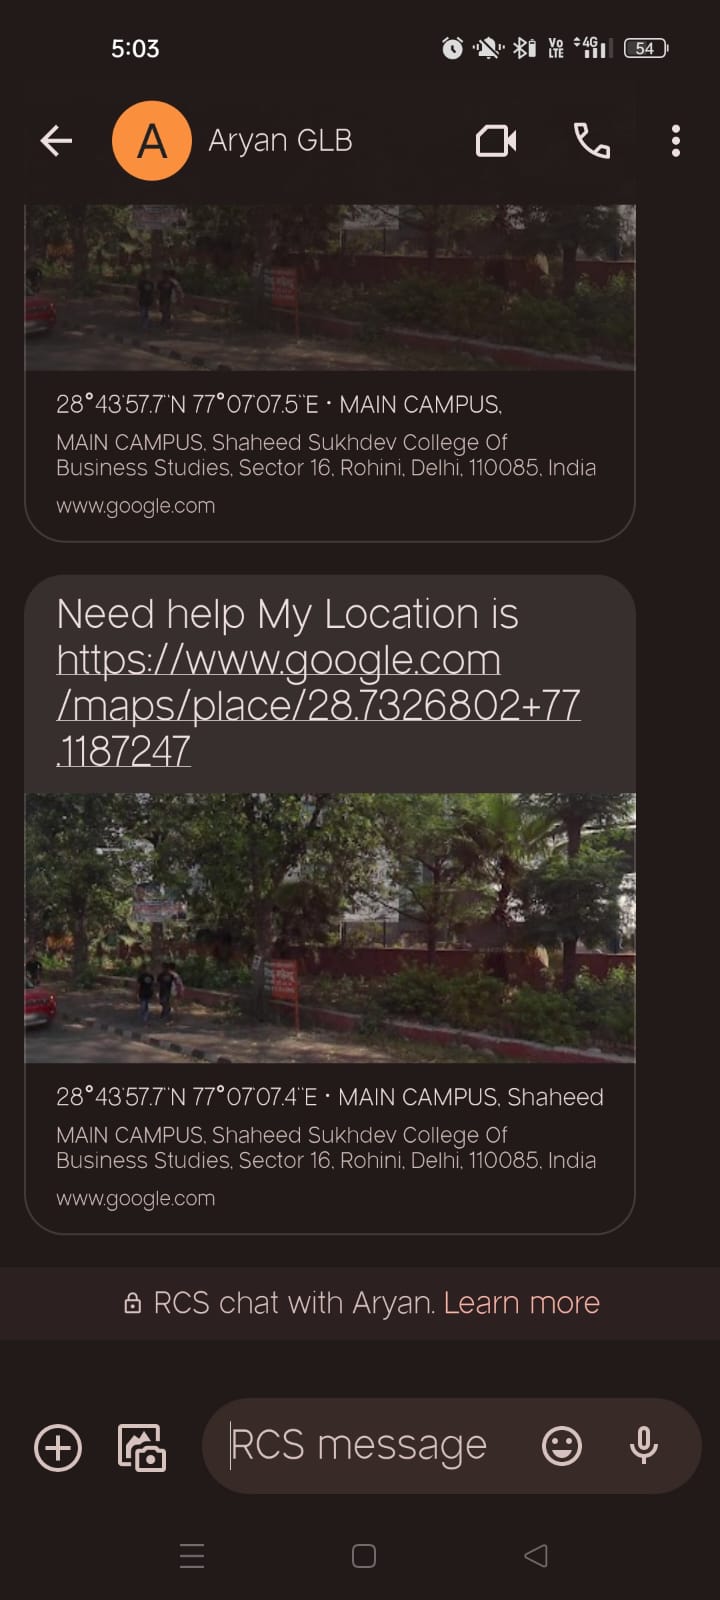 5:03
Vo
LTE
4G
54
A
Aryan GLB
28°43'57.7"N 77°07'07.5"E · MAIN CAMPUS,
MAIN CAMPUS, Shaheed Sukhdev College Of
Business Studies, Sector 16, Rohini, Delhi, 110085, India
www.google.com
Need help My Location is
https://www.google.com
/maps/place/28.7326802+77
.1187247
28°43'57.7"N 77°07'07.4"E · MAIN CAMPUS, Shaheed
MAIN CAMPUS, Shaheed Sukhdev College Of
Business Studies, Sector 16, Rohini, Delhi, 110085, India
www.google.com
RCS chat with Aryan. Learn more
RCS message